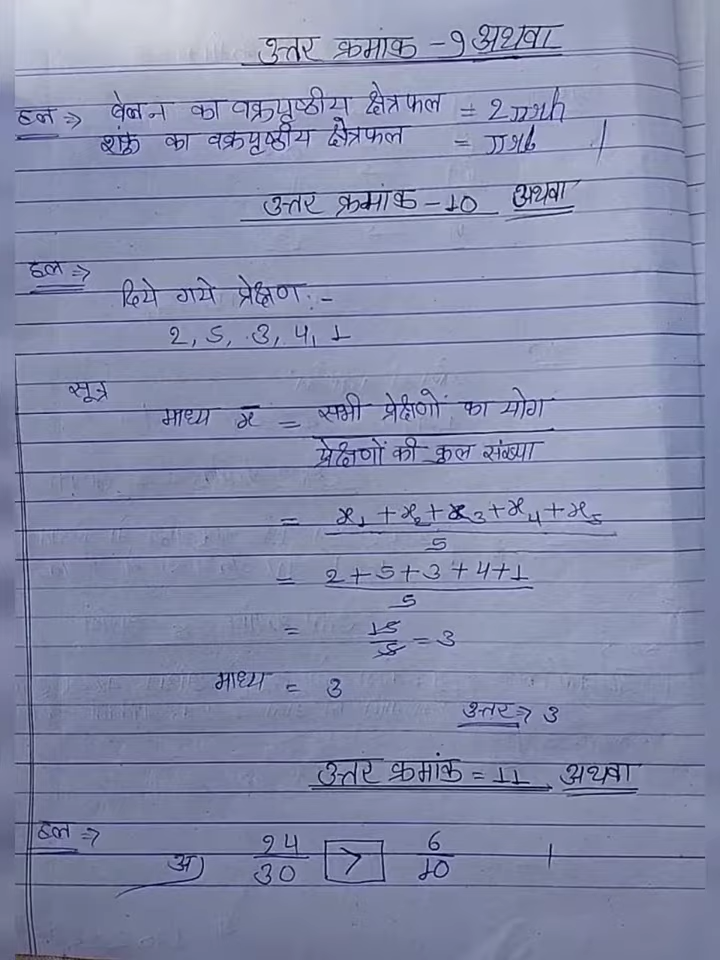 उत्तर क्रमांक - 9 अथवा
हल ⇒ बेलन का वक्रपृष्ठीय क्षेत्रफल = 2πrh
शंकु का वक्रपृष्ठीय क्षेत्रफल = πrl |
उत्तर क्रमांक - 10 अथवा
हल ⇒
दिये गये प्रेक्षण :-
2, 5, 3, 4, 1
सूत्र
माध्य x̄ = सभी प्रेक्षिणों का योग
प्रेक्षणों की कुल संख्या
= x₁ + x₂ + x₃ + x₄ + x₅
5
= 2 + 5 + 3 + 4 + 1
5
= 15/5 = 3
माध्य = 3
उत्तर ⇒ 3
उत्तर क्रमांक = 11 अथवा
हल ⇒
अ) 24/30 > 6/10 |